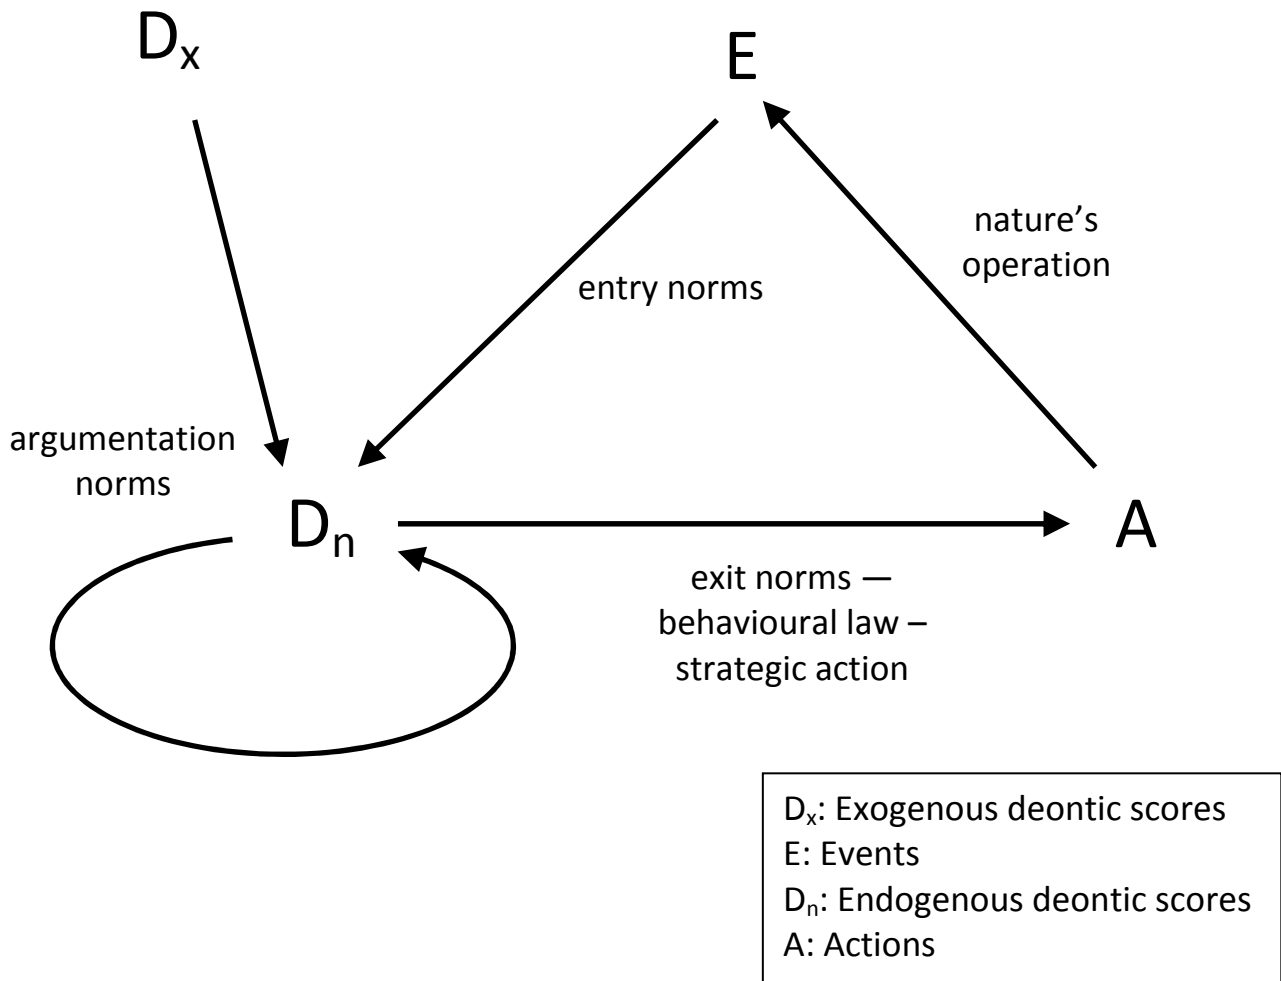 Dx
E
nature’s
operation
entry norms
argumentation
norms
Dn
A
exit norms —
behavioural law –
strategic action
Dx: Exogenous deontic scores
E: Events
Dn: Endogenous deontic scores
A: Actions